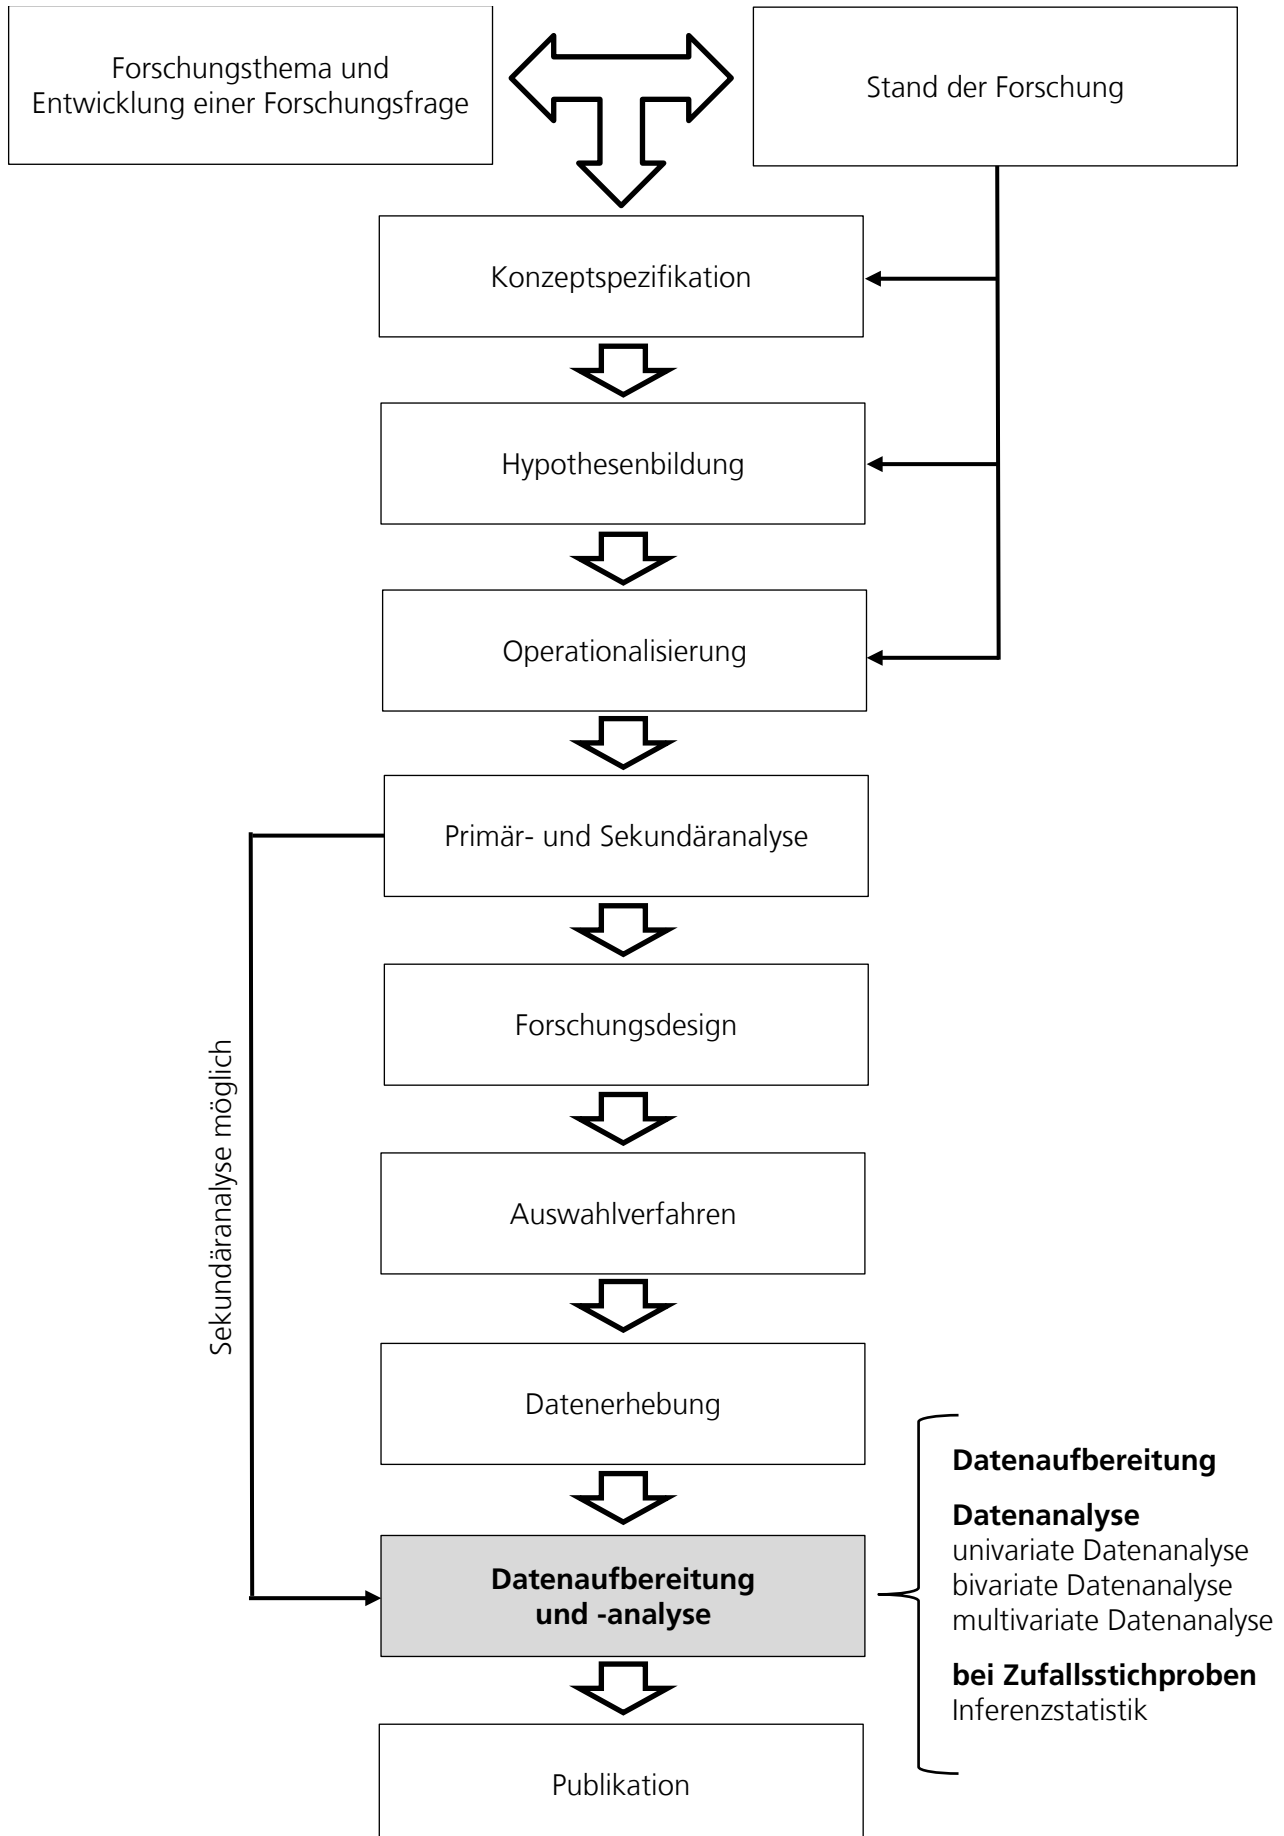 Forschungsthema und
Entwicklung einer Forschungsfrage
Stand der Forschung
Konzeptspezifikation
Hypothesenbildung
Operationalisierung
Primär- und Sekundäranalyse
Forschungsdesign
Sekundäranalyse möglich
Auswahlverfahren
Datenerhebung
Datenaufbereitung
und -analyse
Datenaufbereitung
Datenanalyse
univariate Datenanalyse
bivariate Datenanalyse
multivariate Datenanalyse
bei Zufallsstichproben
Inferenzstatistik
Publikation